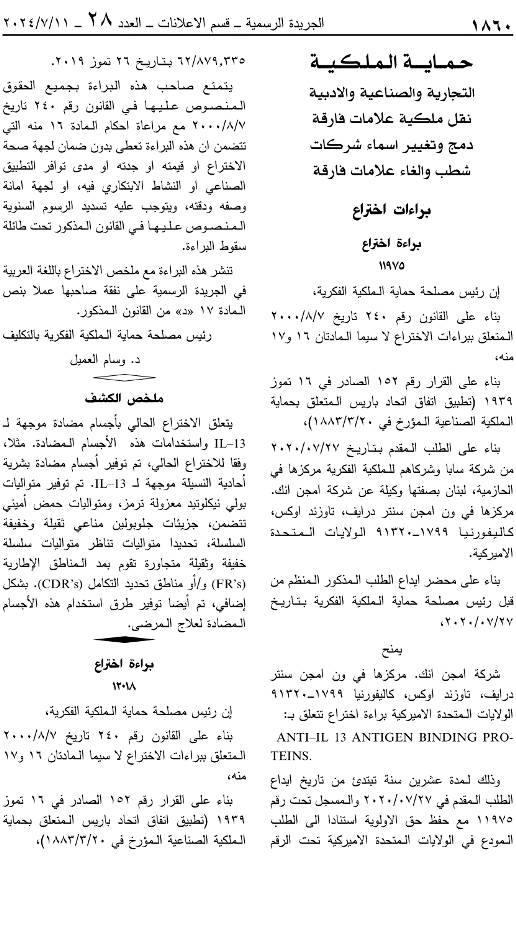 ١٨٦٠
الجريدة الرسمية – قسم الاعلانات – العدد ٢٨ – ٢٠٢٤/٧/١١
حماية الملكية
التجارية والصناعية والادبية
نقل ملكية علامات فارقة
دمج وتغيير اسماء شركات
شطب والغاء علامات فارقة
براءات اختراع
براءة اختراع
١١٩٧٥
إن رئيس مصلحة حماية الملكية الفكرية،
بناء على القانون رقم ٢٤٠ تاريخ ٢٠٠٠/٨/٧
المتعلق ببراءات الاختراع لا سيما المادتان ١٦ و١٧
منه،
بناء على القرار رقم ١٥٢ الصادر في ١٦ تموز
١٩٣٩ (تطبيق اتفاق اتحاد باريس المتعلق بحماية
الملكية الصناعية المؤرخ في ١٨٨٣/٣/٢٠)،
بناء على الطلب المقدم بتاريخ ٢٠٢٠/٠٧/٢٧
من شركة سابا وشركاهم للملكية الفكرية مركزها في
الحازمية، لبنان بصفتها وكيلة عن شركة امجن انك.
مركزها في ون امجن سنتر درايف، تاوزند اوكس،
كاليفورنيا ١٧٩٩–٩١٣٢٠ الولايات المتحدة
الاميركية.
بناء على محضر ايداع الطلب المذكور المنظم من
قبل رئيس مصلحة حماية الملكية الفكرية بتاريخ
٢٠٢٠/٠٧/٢٧،
يمنح
شركة امجن انك. مركزها في ون امجن سنتر
درايف، تاوزند اوكس، كاليفورنيا ١٧٩٩–٩١٣٢٠
الولايات المتحدة الاميركية براءة اختراع تتعلق بـ:
ANTI–IL 13 ANTIGEN BINDING PRO-
TEINS.
وذلك لمدة عشرين سنة تبتدئ من تاريخ ايداع
الطلب المقدم في ٢٠٢٠/٠٧/٢٧ والمسجل تحت رقم
١١٩٧٥ مع حفظ حق الاولوية استنادا الى الطلب
المودع في الولايات المتحدة الاميركية تحت الرقم
٦٢/٨٧٩,٣٣٥ بتاريخ ٢٦ تموز ٢٠١٩.
يتمتع صاحب هذه البراءة بجميع الحقوق
المنصوص عليها في القانون رقم ٢٤٠ تاريخ
٢٠٠٠/٨/٧ مع مراعاة احكام المادة ١٦ منه التي
تتضمن ان هذه البراءة تعطى بدون ضمان لجهة صحة
الاختراع او قيمته او جدته او مدى توافر التطبيق
الصناعي او النشاط الابتكاري فيه، او لجهة امانة
وصفه ودقته، ويتوجب عليه تسديد الرسوم السنوية
المنصوص عليها في القانون المذكور تحت طائلة
سقوط البراءة.
تنشر هذه البراءة مع ملخص الاختراع باللغة العربية
في الجريدة الرسمية على نفقة صاحبها عملا بنص
المادة ١٧ «د» من القانون المذكور.
رئيس مصلحة حماية الملكية الفكرية بالتكليف
د. وسام العميل
ملخص الكشف
يتعلق الاختراع الحالي بأجسام مضادة موجهة لـ
IL–13 واستخدامات هذه الأجسام المضادة. مثلا،
وفقا للاختراع الحالي، تم توفير أجسام مضادة بشرية
أحادية النسيلة موجهة لـ IL–13. تم توفير متواليات
بولي نيكلوتيد معزولة ترمز، ومتواليات حمض أميني
تتضمن، جزيئات جلوبولين مناعي ثقيلة وخفيفة
السلسلة، تحديدا متواليات تناظر متواليات سلسلة
خفيفة وثقيلة متجاورة تقوم بمد المناطق الإطارية
(FR's) و/أو مناطق تحديد التكامل (CDR's). بشكل
إضافي، تم أيضا توفير طرق استخدام هذه الأجسام
المضادة لعلاج المرضى.
براءة اختراع
١٢٠١٨
إن رئيس مصلحة حماية الملكية الفكرية،
بناء على القانون رقم ٢٤٠ تاريخ ٢٠٠٠/٨/٧
المتعلق ببراءات الاختراع لا سيما المادتان ١٦ و١٧
منه،
بناء على القرار رقم ١٥٢ الصادر في ١٦ تموز
١٩٣٩ (تطبيق اتفاق اتحاد باريس المتعلق بحماية
الملكية الصناعية المؤرخ في ١٨٨٣/٣/٢٠)،